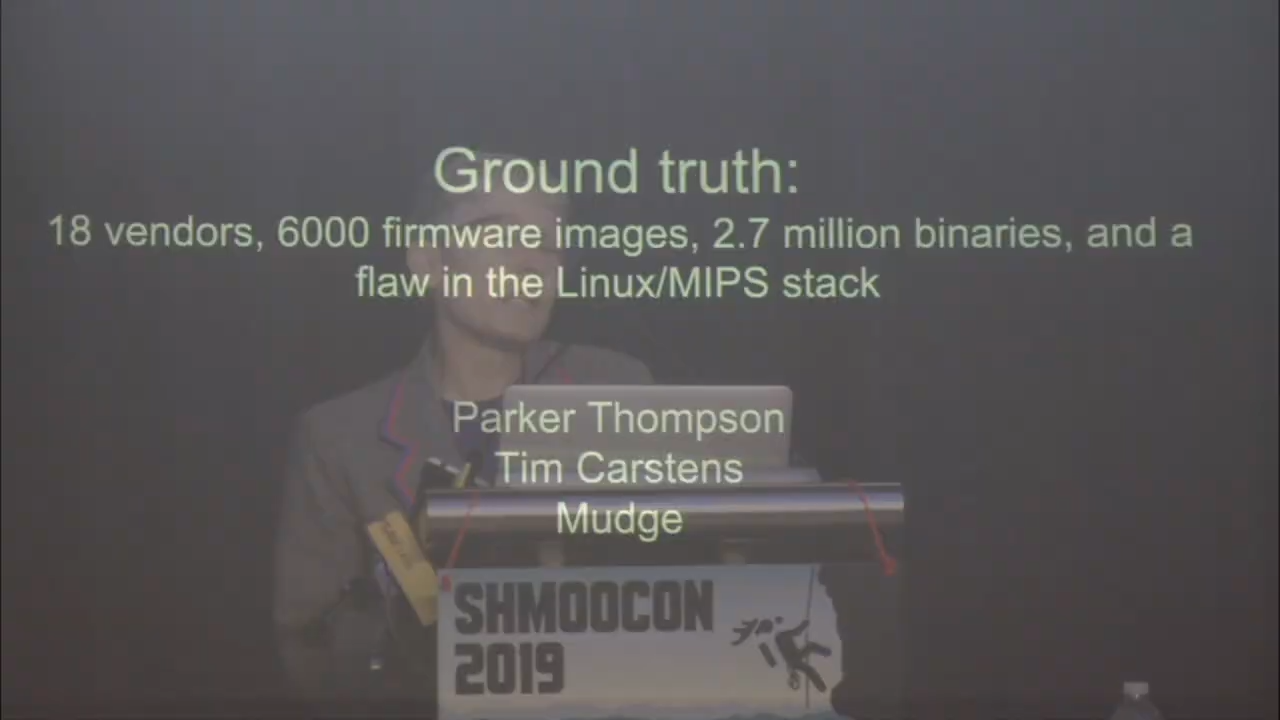 Ground truth:
18 vendors, 6000 firmware images, 2.7 million binaries, and a
flaw in the Linux/MIPS stack
Parker Thompson
Tim Carstens
Mudge
SHMOOCON
2019